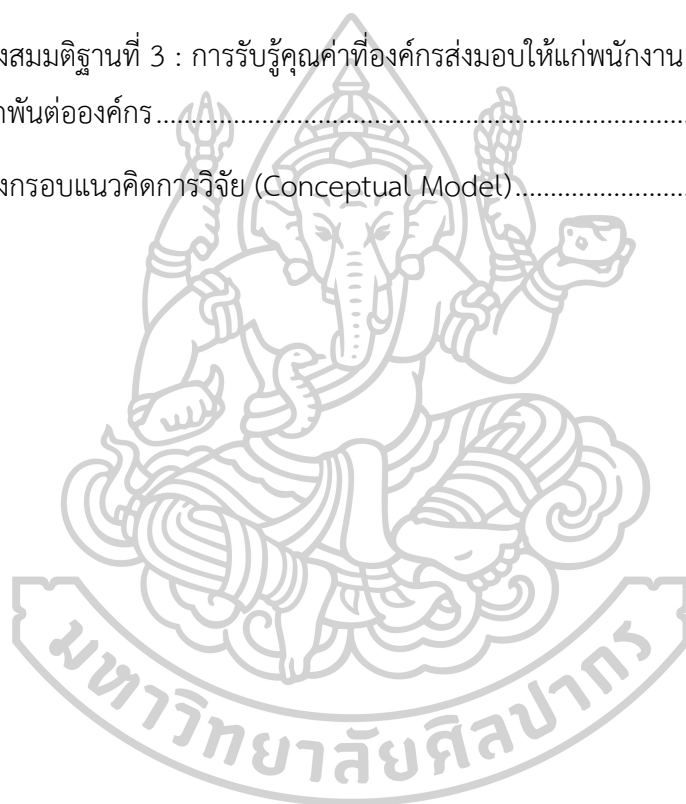 งสมมติฐานที่ 3 : การรับรู้คุณค่าที่องค์กรส่งมอบให้แก่พนักงาน
พันต่อองค์กร
งกรอบแนวคิดการวิจัย (Conceptual Model)
มหาวิทยาลัยศิลปากร